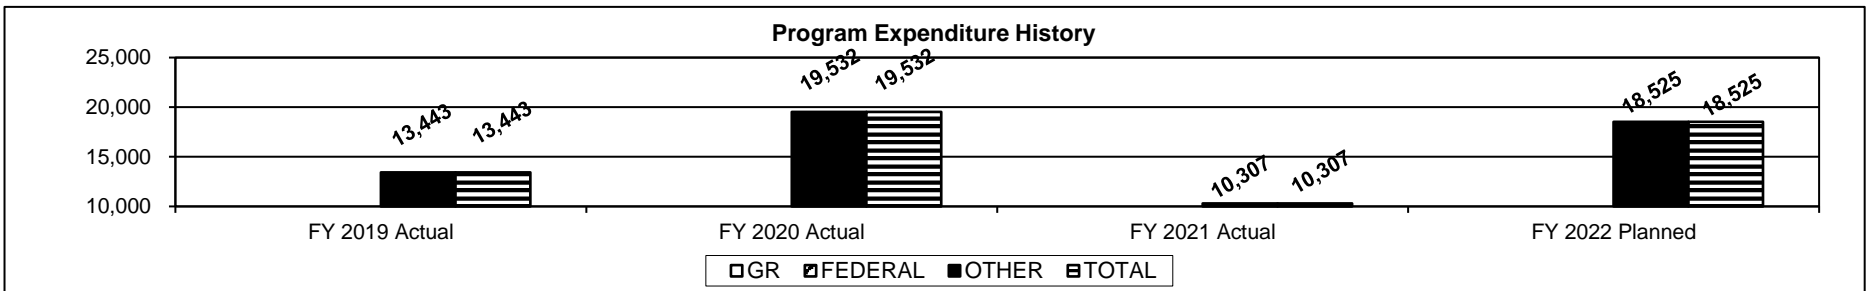 Program Expenditure History
25,000
20,000
15,000
10,000
13,443 13,443
19,532 19,532
10,307 10,307
18,525 18,525
FY 2019 Actual FY 2020 Actual FY 2021 Actual FY 2022 Planned
GR FEDERAL OTHER TOTAL